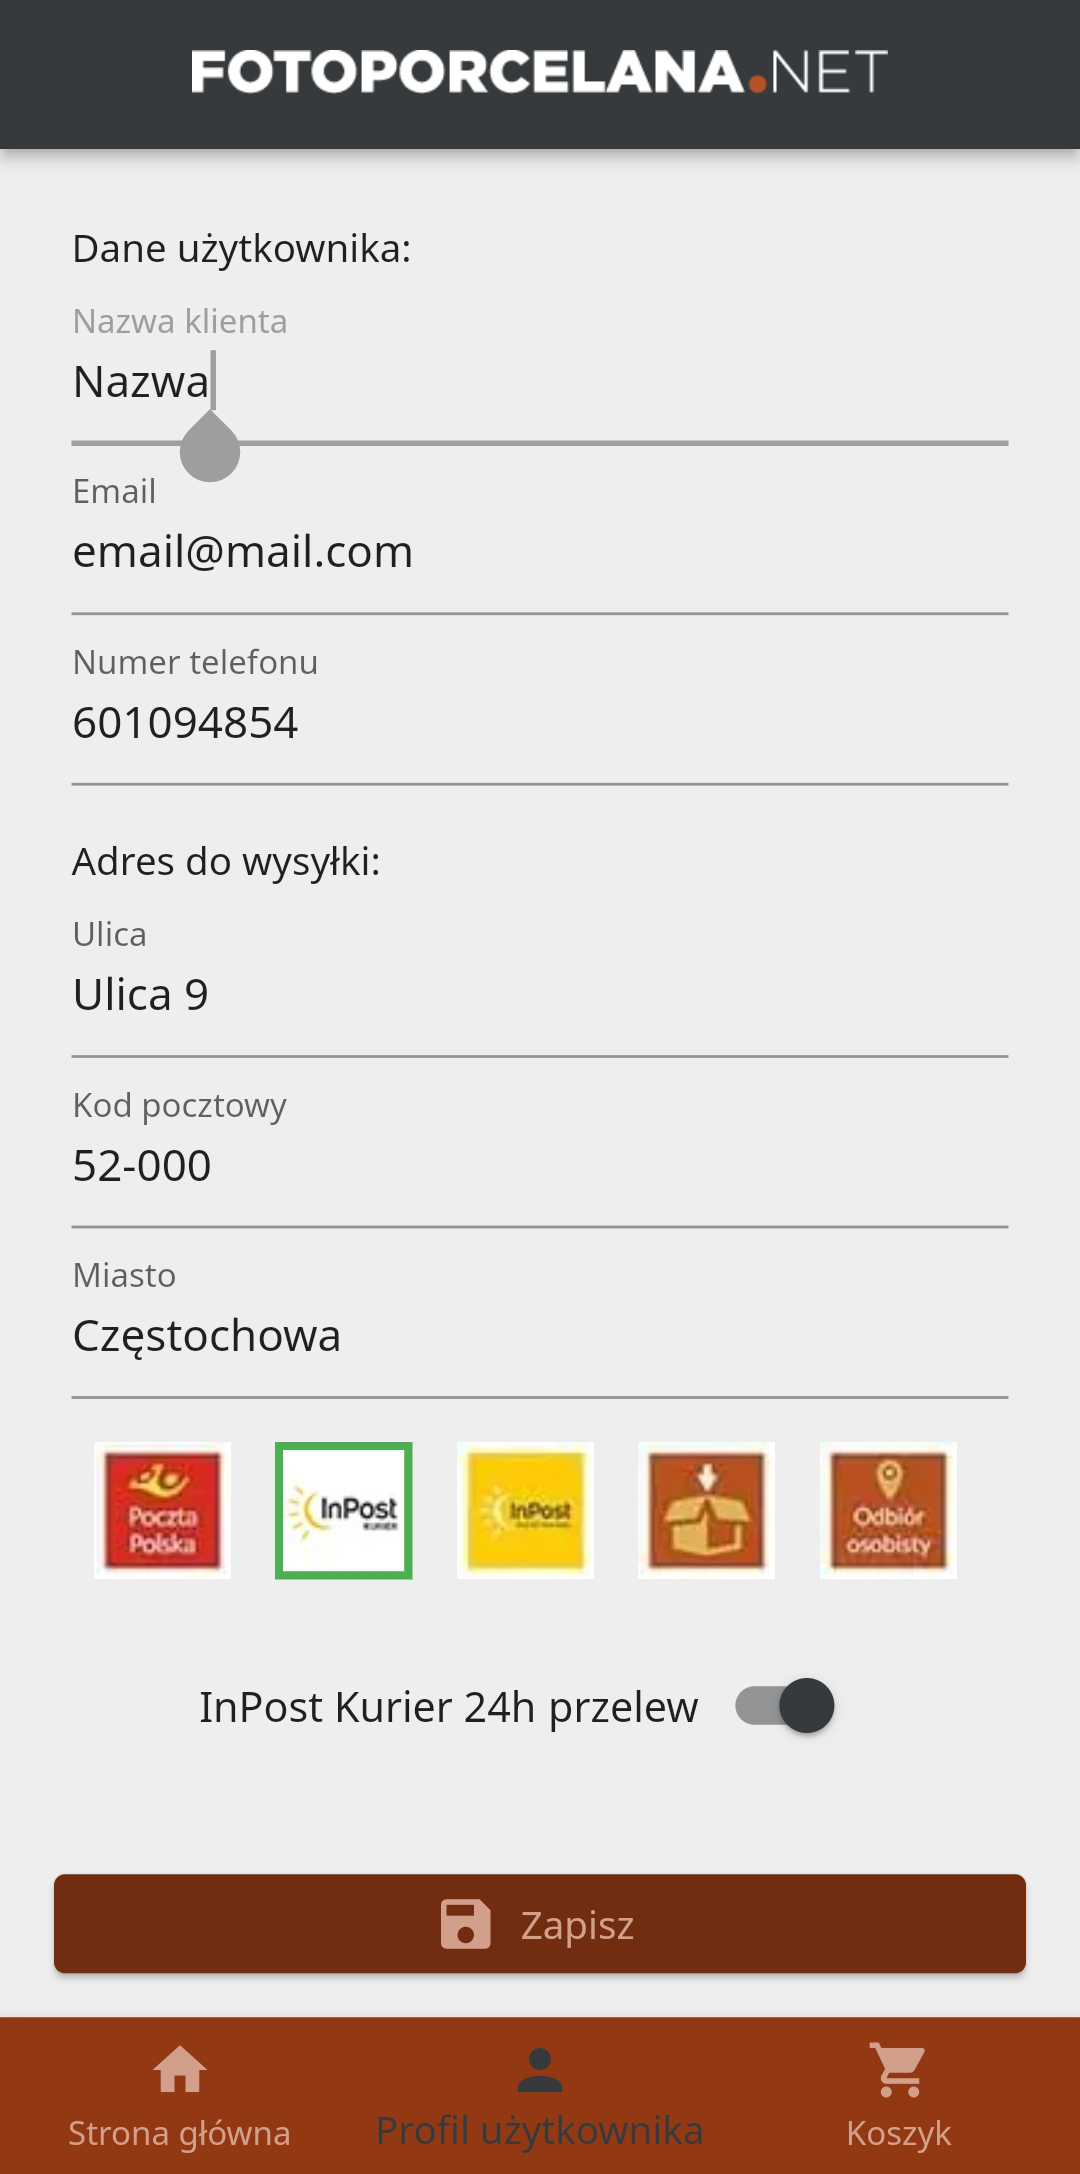 FOTOPORCELANA.NET
Dane użytkownika:
Nazwa klienta
Nazwa
Email
email@mail.com
Numer telefonu
601094854
Adres do wysyłki:
Ulica
Ulica 9
Kod pocztowy
52-000
Miasto
Częstochowa
Poczta
Polska
InPost
KURIER
InPost
Odbiór
osobisty
InPost Kurier 24h przelew
Zapisz
Strona główna
Profil użytkownika
Koszyk